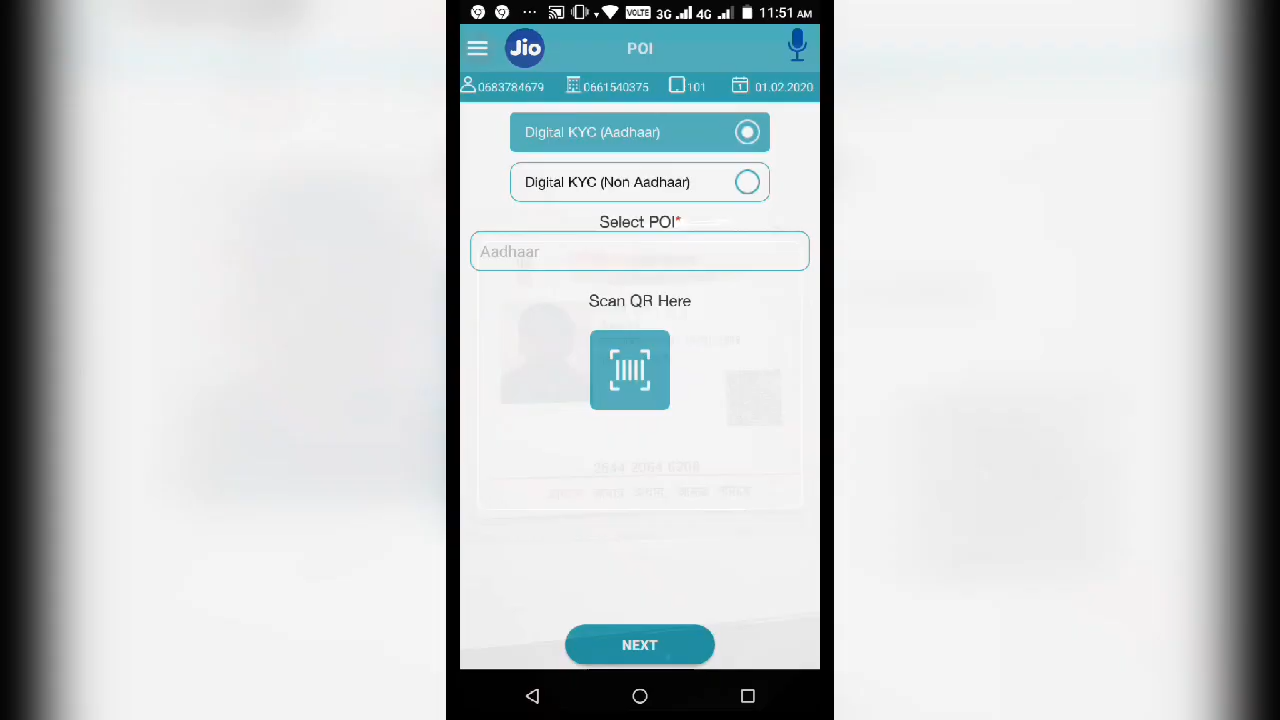 VOLTE 3G 4G 11:51 AM
Jio POI
0683784679 0661540375 101 1 01.02.2020
Digital KYC (Aadhaar)
Digital KYC (Non Aadhaar)
Select POI*
Aadhaar
Scan QR Here
NEXT